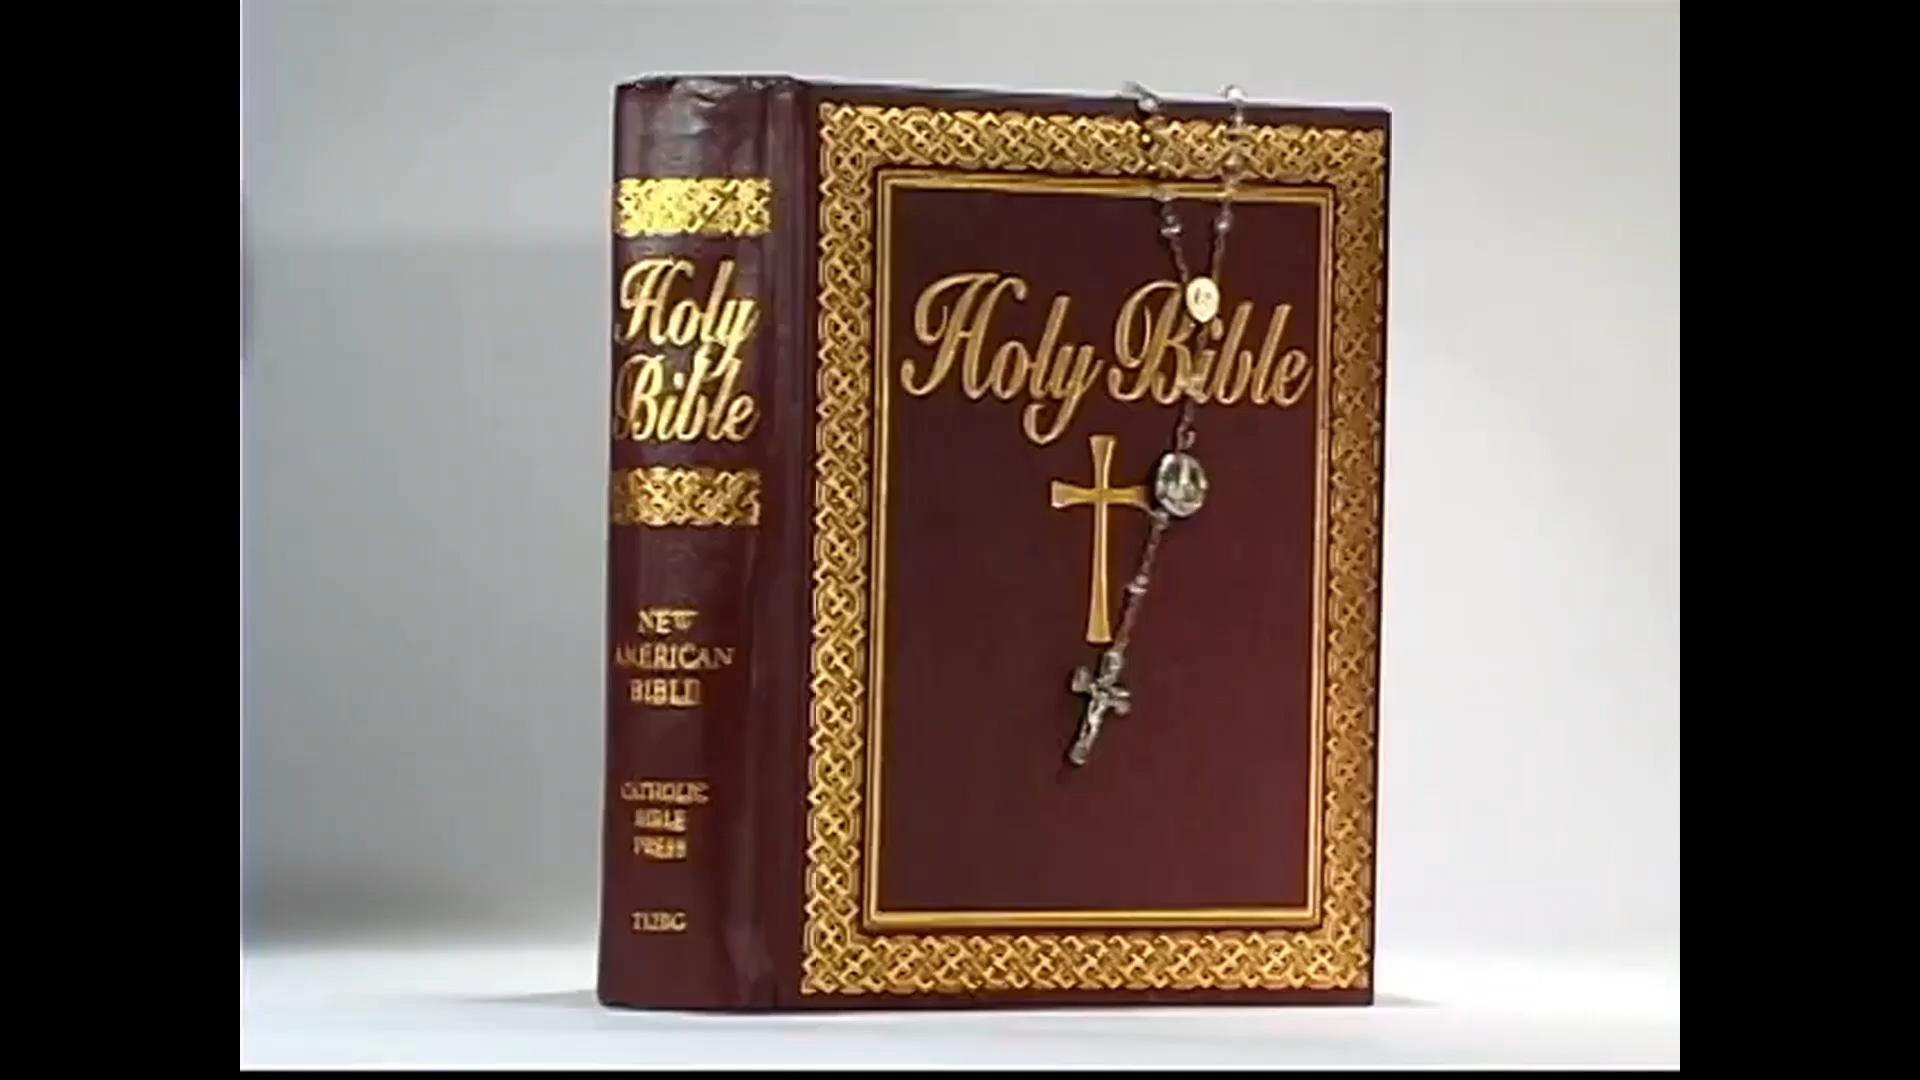 Holy
Bible
NEW
AMERICAN
BIBLE
CATHOLIC
BIBLE
PRESS
Holy Bible